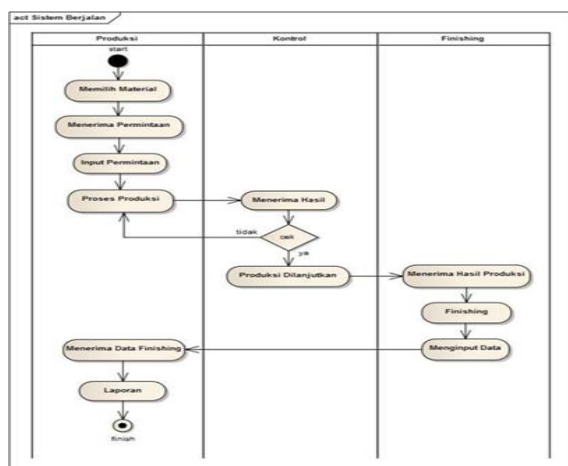 act Sistem Berjalan
Produksi
Kontrol
Finishing
start
Memilih Material
Menerima Permintaan
Input Permintaan
Proses Produksi
Menerima Hasil
tidak
cek
ya
Produksi Dilanjutkan
Menerima Hasil Produksi
Finishing
Menerima Data Finishing
Menginput Data
Laporan
finish